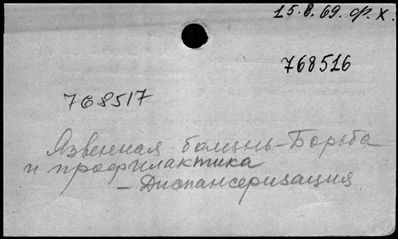 15.8.69. ф.х.
768516
768517
Язвенная болезнь-Борьба
и профилактика
-Диспансеризация